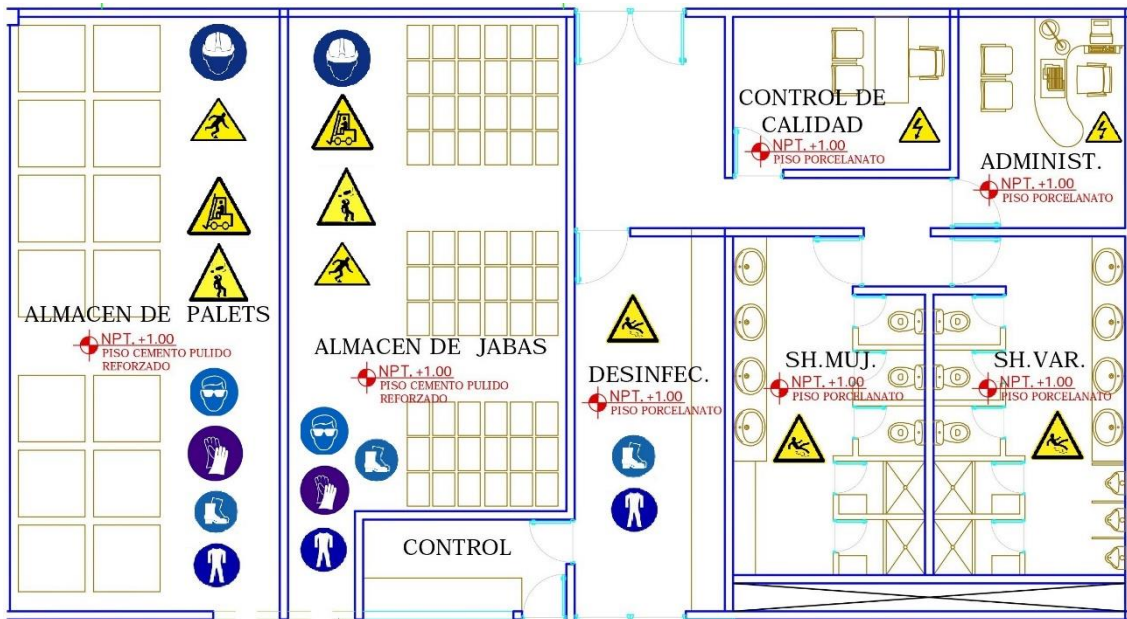 CONTROL DE
CALIDAD
NPT. +1.00
PISO PORCELANATO
ADMINIST.
NPT. +1.00
PISO PORCELANATO
ALMACEN DE PALETS
NPT. +1.00
PISO CEMENTO PULIDO
REFORZADO
ALMACEN DE JABAS
NPT. +1.00
PISO CEMENTO PULIDO
REFORZADO
DESINFEC.
NPT. +1.00
PISO PORCELANATO
SH.MUJ.
NPT. +1.00
PISO PORCELANATO
SH.VAR.
NPT. +1.00
PISO PORCELANATO
CONTROL